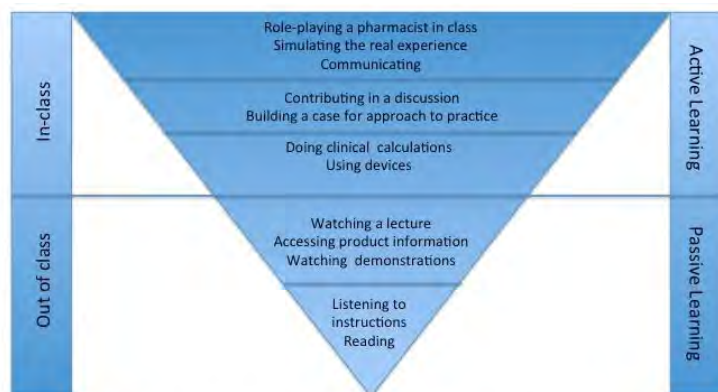 Role-playing a pharmacist in class
Simulating the real experience
Communicating
Contributing in a discussion
Building a case for approach to practice
Doing clinical calculations
Using devices
Watching a lecture
Accessing product information
Watching demonstrations
Listening to
instructions
Reading
In-class
Out of class
Active Learning
Passive Learning